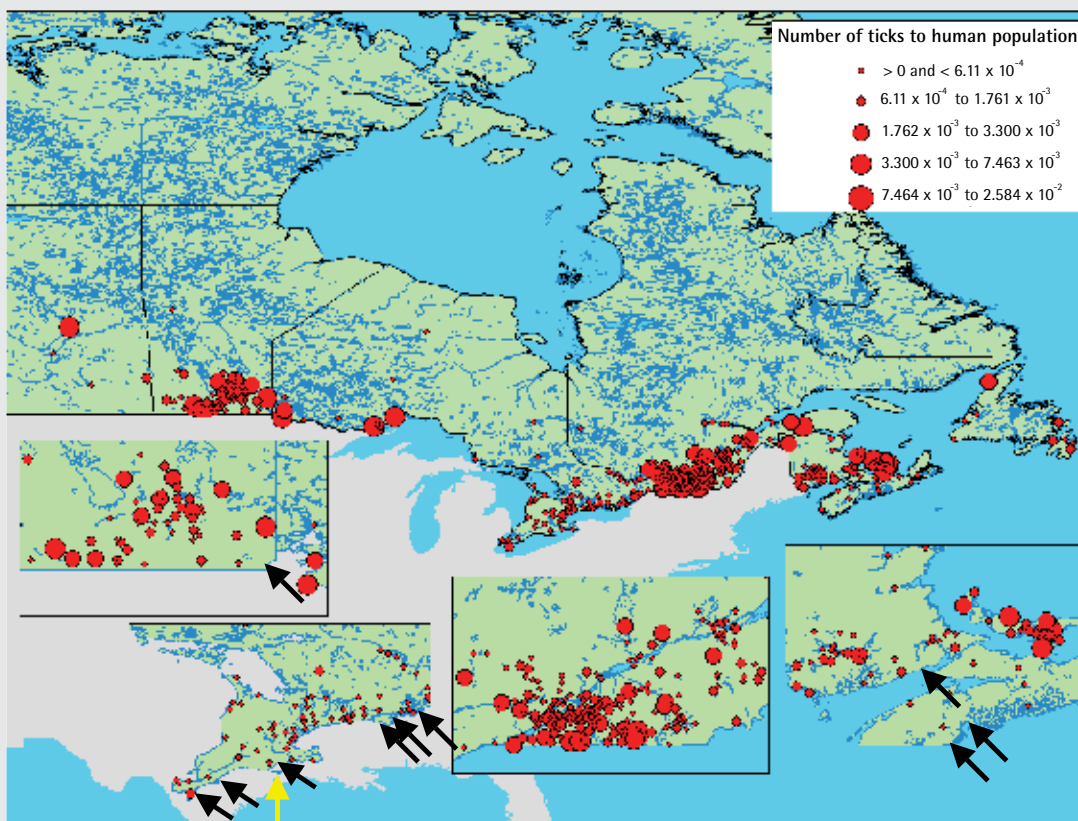 Number of ticks to human population
> 0 and < 6.11 x 10⁻⁴
6.11 x 10⁻⁴ to 1.761 x 10⁻³
1.762 x 10⁻³ to 3.300 x 10⁻³
3.300 x 10⁻³ to 7.463 x 10⁻³
7.464 x 10⁻³ to 2.584 x 10⁻²